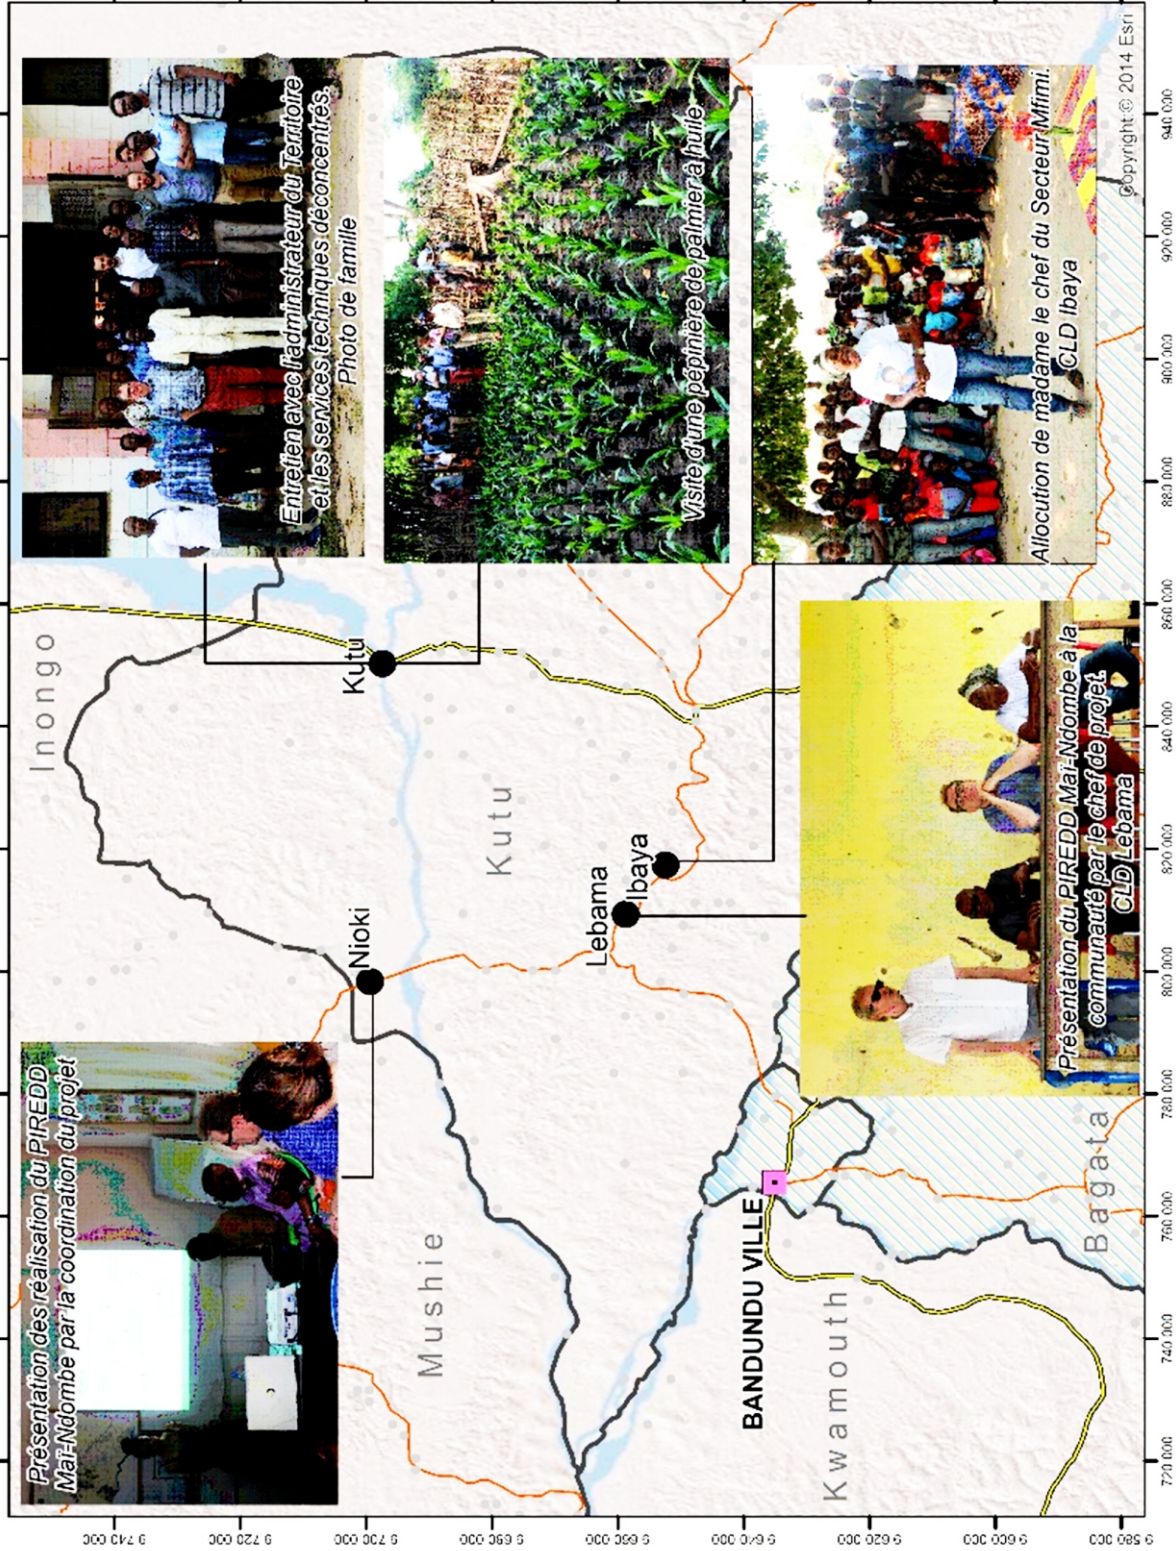 Présentation des réalisation du PIREDD
Maï-Ndombe par la coordination du projet
Inongo
Entretien avec l'administrateur du Territoire
et les services techniques déconcentrés.
Photo de famille
Nioki
Kutu
Mushie
Kutu
Visite d'une pépinière de palmier à huile
Lebama
Ibaya
BANDUNDU VILLE
Kwamouth
Bagata
Présentation du PIREDD Maï-Ndombe à la
communauté par le chef de projet.
CLD Lebama
Allocution de madame le chef du Secteur Mfimi.
CLD Ibaya
Copyright © 2014 Esri
9 740 000
9 720 000
9 700 000
9 680 000
9 660 000
9 640 000
9 620 000
9 600 000
9 580 000
720 000
740 000
760 000
780 000
800 000
820 000
840 000
860 000
880 000
900 000
920 000
940 000